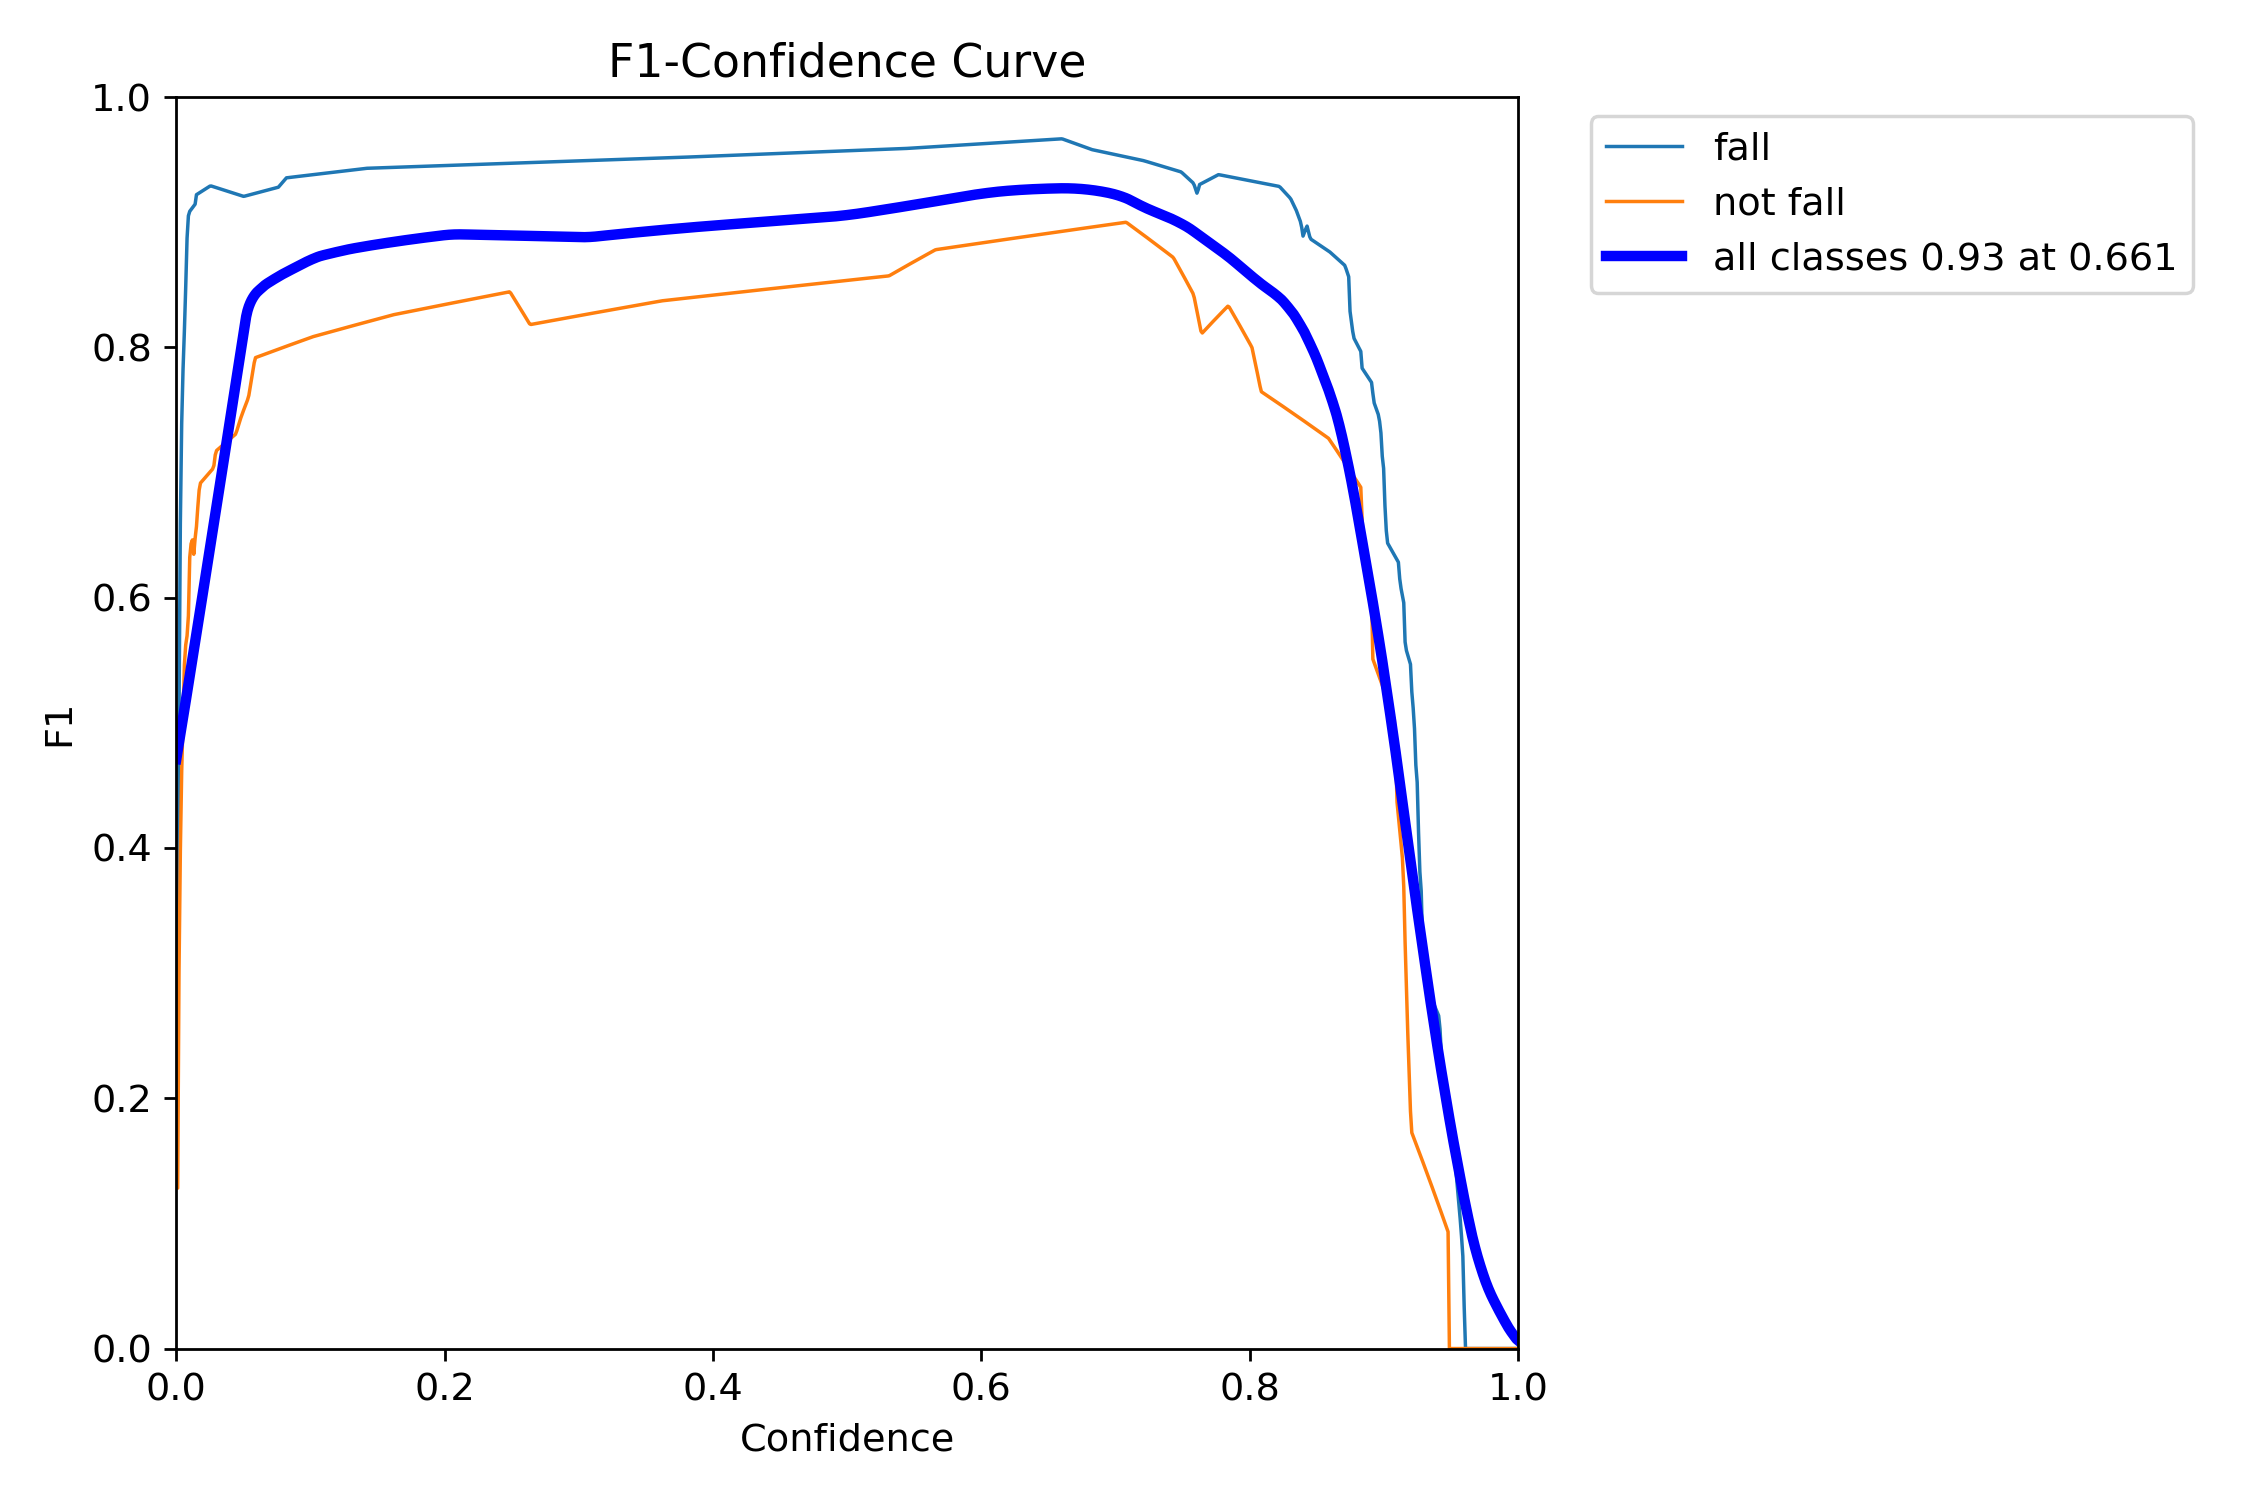 F1-Confidence Curve
1.0
0.8
0.6
0.4
0.2
0.0
F1
0.0 0.2 0.4 0.6 0.8 1.0
Confidence
fall
not fall
all classes 0.93 at 0.661